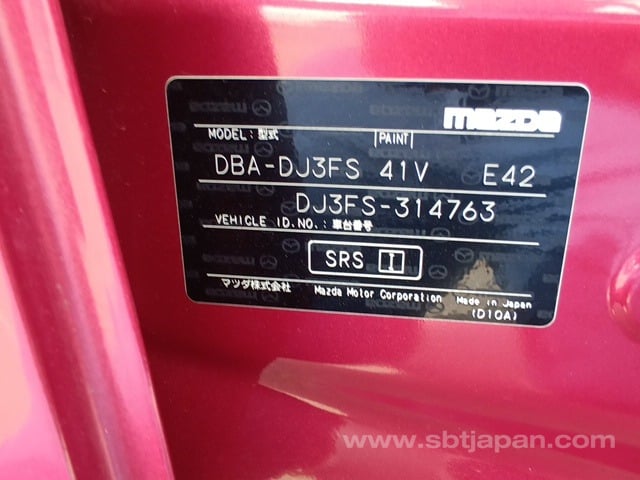 mazda
MODEL:型式 PAINT
DBA-DJ3FS 41V E42
DJ3FS-314763
VEHICLE ID.NO.:車台番号
SRS I
マツダ株式会社 Mazda Motor Corporation Made in Japan
(D10A)
www.sbtjapan.com